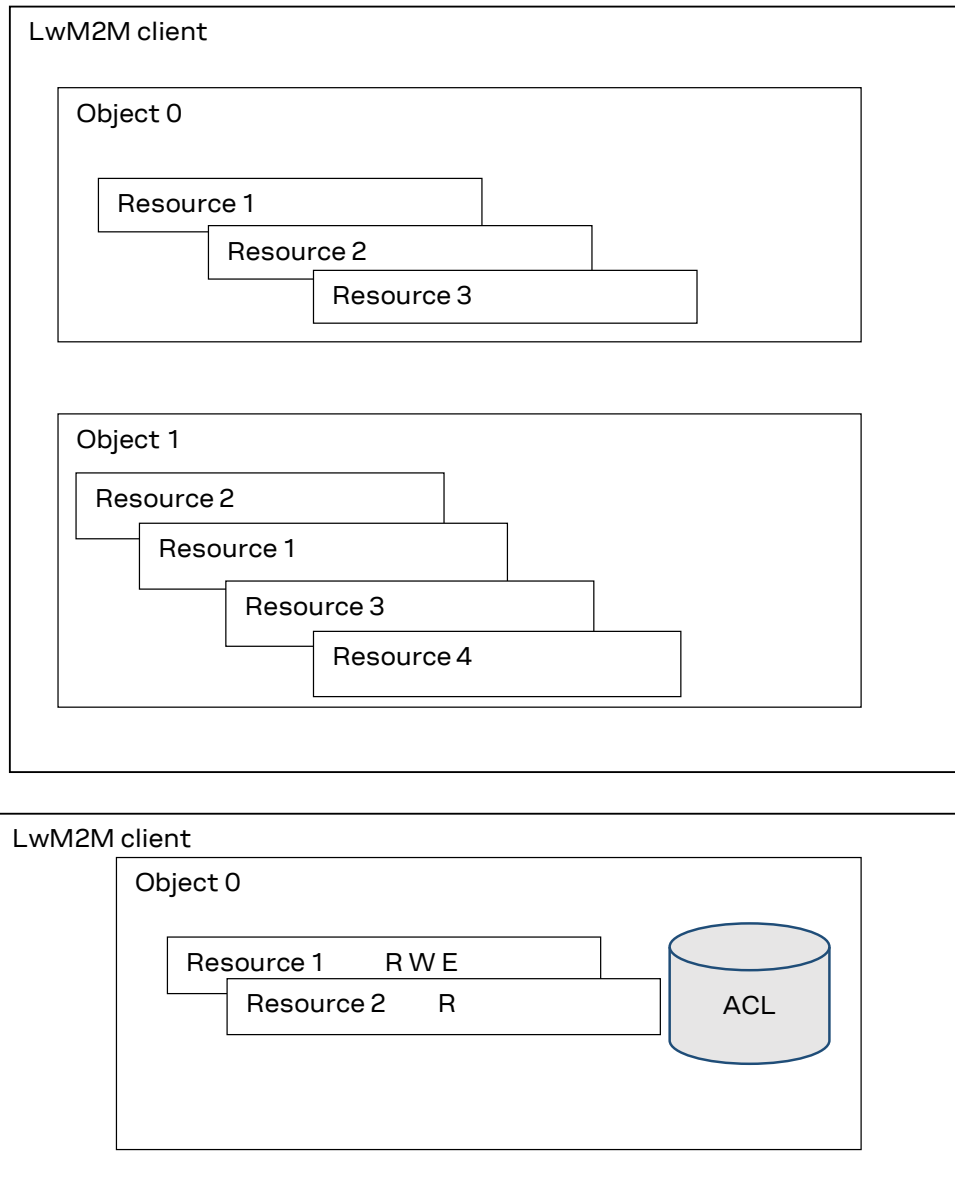 LwM2M client
Object 0
Resource 1
Resource 2
Resource 3
Object 1
Resource 2
Resource 1
Resource 3
Resource 4
LwM2M client
Object 0
Resource 1 R W E
Resource 2 R
ACL